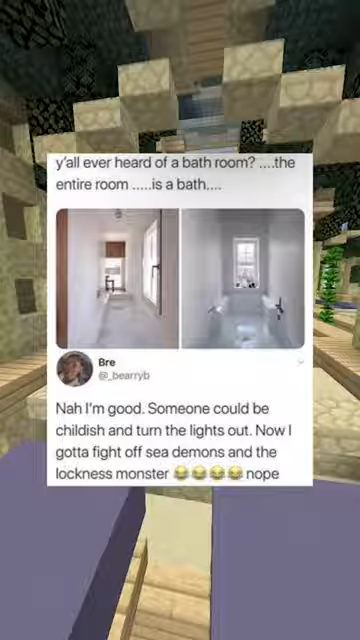 y'all ever heard of a bath room? ....the
entire room .....is a bath....
Bre
@_bearryb
Nah I'm good. Someone could be
childish and turn the lights out. Now I
gotta fight off sea demons and the
lockness monster 😂😂😂😂 nope